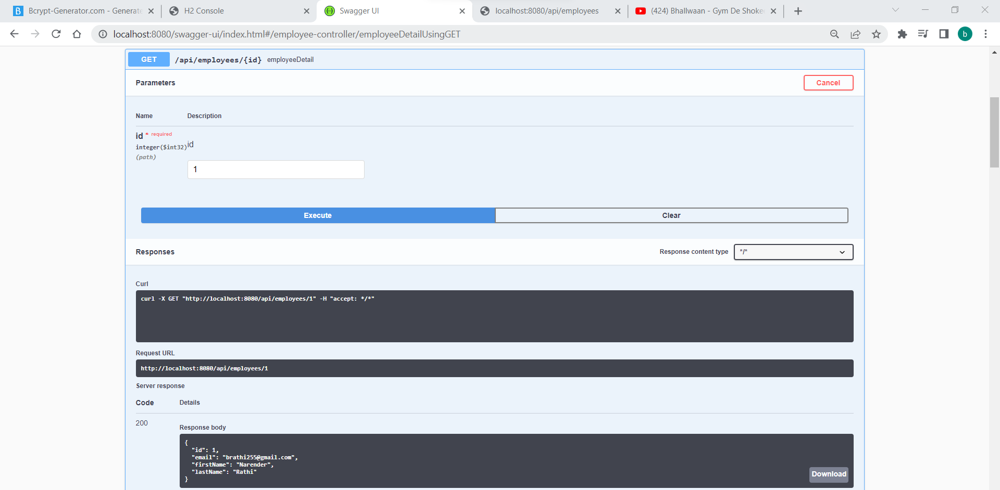 Bcrypt-Generator.com - Generate
H2 Console
Swagger UI
localhost:8080/api/employees
(424) Bhallwaan - Gym De Shoke
localhost:8080/swagger-ui/index.html#/employee-controller/employeeDetailUsingGET
b
GET /api/employees/{id} employeeDetail
Parameters
Cancel
Name Description
id * required
integer($int32)
(path)
id
1
Execute
Clear
Responses
Response content type
*/*
Curl
curl -X GET "http://localhost:8080/api/employees/1" -H "accept: */*"
Request URL
http://localhost:8080/api/employees/1
Server response
Code Details
200
Response body
{
"id": 1,
"email": "brathi255@gmail.com",
"firstName": "Narender",
"lastName": "Rathi"
}
Download